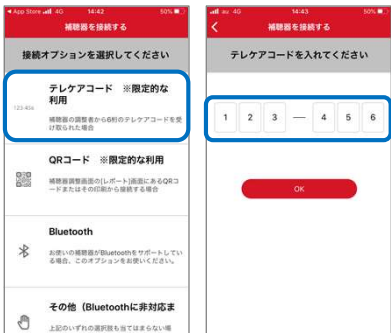 App Store 4G 14:42 50%
補聴器を接続する
接続オプションを選択してください
123-456
テレケアコード ※限定的な
利用
補聴器の調整者から6桁のテレケアコードを受
け取られた場合
QRコード ※限定的な利用
補聴器調整画面の[レポート]画面にあるQRコ
ードまたはその印刷から接続する場合
Bluetooth
お使いの補聴器がBluetoothをサポートしてい
る場合、このオプションをお使いください。
その他（Bluetoothに非対応ま
上記のいずれの選択肢も当てはまらない場
au 4G 14:43 50%
補聴器を接続する
テレケアコードを入れてください
1 2 3 — 4 5 6
OK